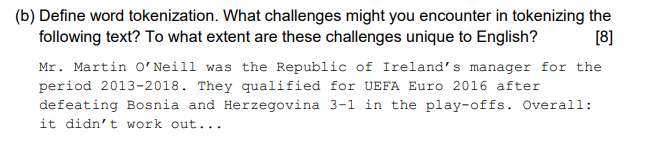 (b) Define word tokenization. What challenges might you encounter in tokenizing the
following text? To what extent are these challenges unique to English? [8]
Mr. Martin O’Neill was the Republic of Ireland’s manager for the
period 2013-2018. They qualified for UEFA Euro 2016 after
defeating Bosnia and Herzegovina 3-1 in the play-offs. Overall:
it didn’t work out...